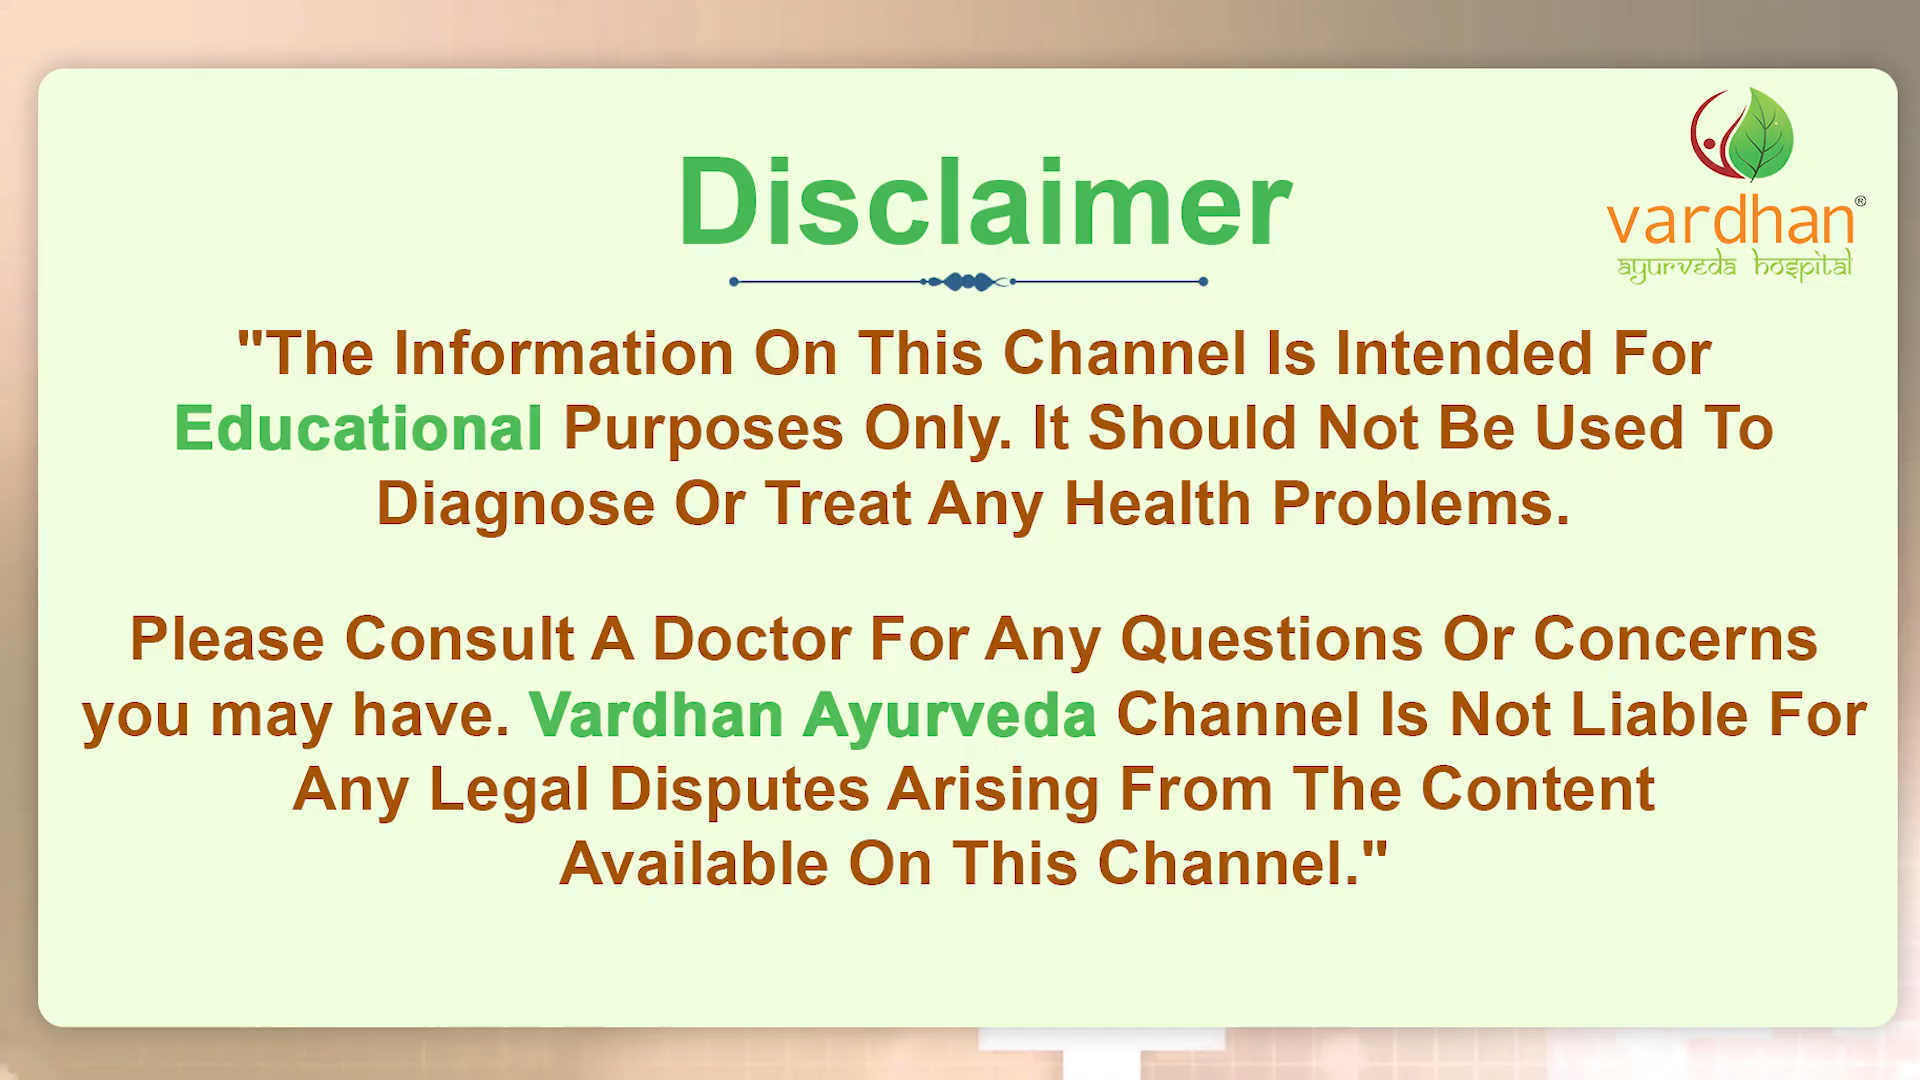 vardhan®
ayurveda hospital
Disclaimer
"The Information On This Channel Is Intended For
Educational Purposes Only. It Should Not Be Used To
Diagnose Or Treat Any Health Problems.
Please Consult A Doctor For Any Questions Or Concerns
you may have. Vardhan Ayurveda Channel Is Not Liable For
Any Legal Disputes Arising From The Content
Available On This Channel."